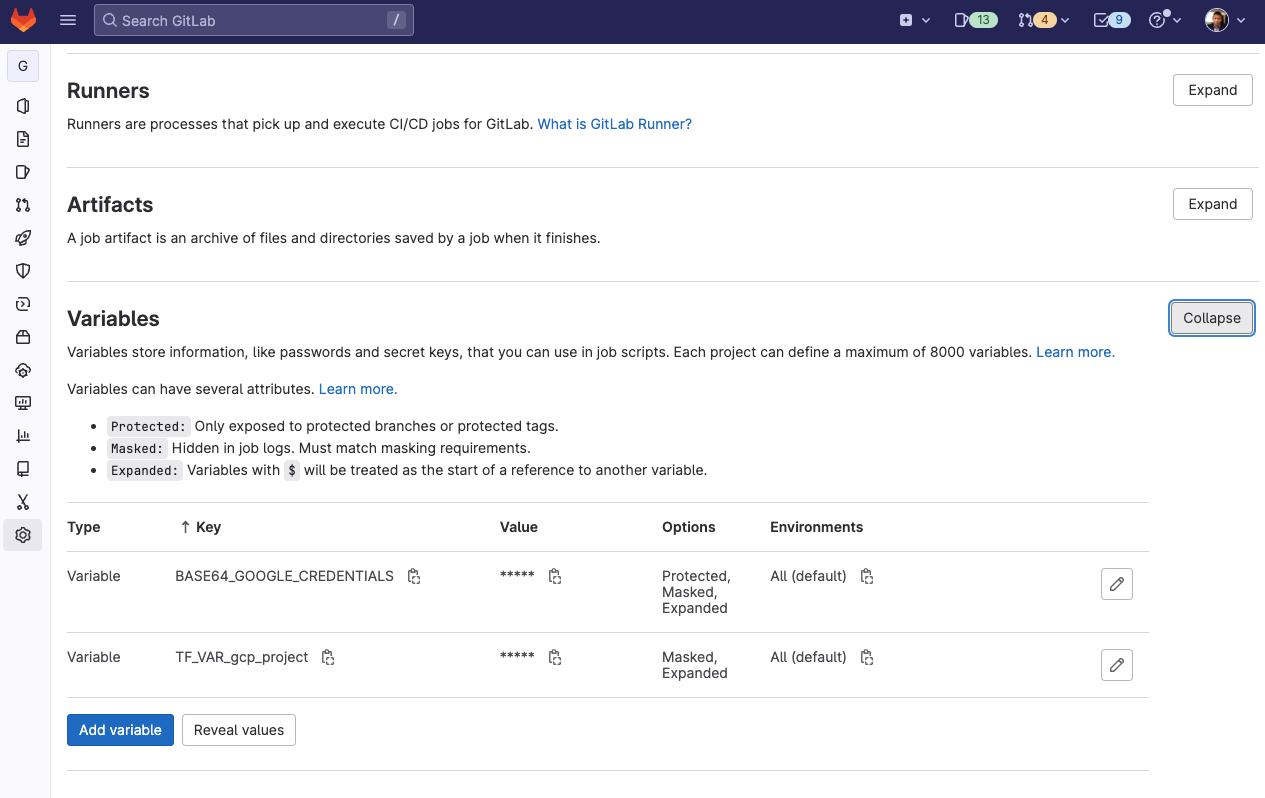 Search GitLab /
13
4
9
G
Runners
Expand
Runners are processes that pick up and execute CI/CD jobs for GitLab. What is GitLab Runner?
Artifacts
Expand
A job artifact is an archive of files and directories saved by a job when it finishes.
Variables
Collapse
Variables store information, like passwords and secret keys, that you can use in job scripts. Each project can define a maximum of 8000 variables. Learn more.
Variables can have several attributes. Learn more.
• Protected: Only exposed to protected branches or protected tags.
• Masked: Hidden in job logs. Must match masking requirements.
• Expanded: Variables with $ will be treated as the start of a reference to another variable.
Type ↑ Key Value Options Environments
Variable BASE64_GOOGLE_CREDENTIALS ***** Protected, All (default)
Masked,
Expanded
Variable TF_VAR_gcp_project ***** Masked, All (default)
Expanded
Add variable Reveal values